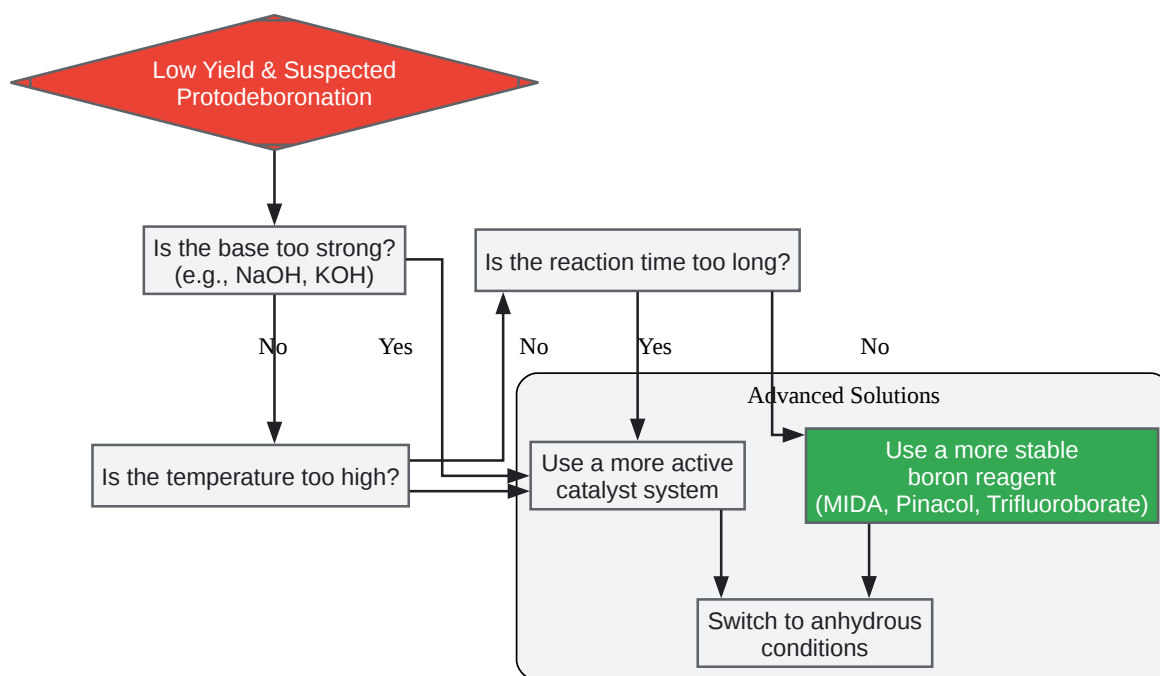 Low Yield & Suspected
Protodeboronation
Is the base too strong?
(e.g., NaOH, KOH)
Is the reaction time too long?
No
Yes
No
Yes
No
Advanced Solutions
Is the temperature too high?
Use a more active
catalyst system
Use a more stable
boron reagent
(MIDA, Pinacol, Trifluoroborate)
Switch to anhydrous
conditions